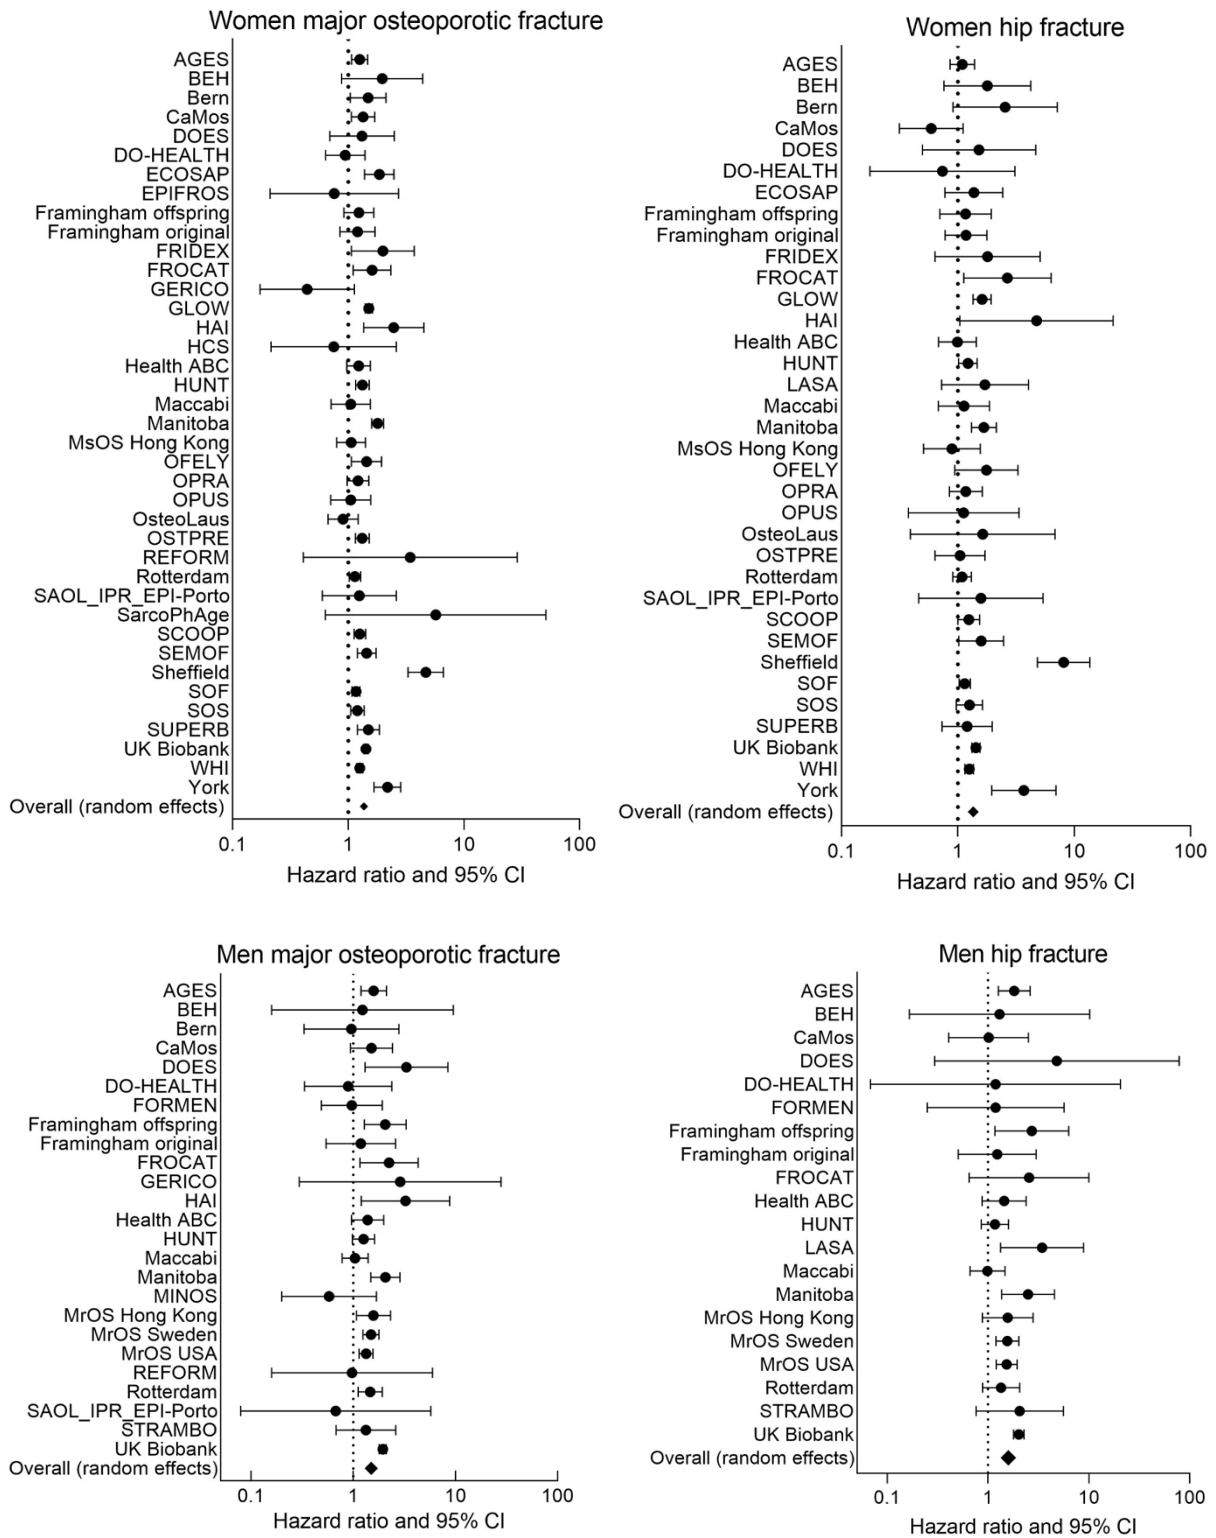 Women major osteoporotic fracture
AGES
BEH
Bern
CaMos
DOES
DO-HEALTH
ECOSAP
EPIFROS
Framingham offspring
Framingham original
FRIDEX
FROCAT
GERICO
GLOW
HAI
HCS
Health ABC
HUNT
Maccabi
Manitoba
MsOS Hong Kong
OFELY
OPRA
OPUS
OsteoLaus
OSTPRE
REFORM
Rotterdam
SAOL_IPR_EPI-Porto
SarcoPhAge
SCOOP
SEMOF
Sheffield
SOF
SOS
SUPERB
UK Biobank
WHI
York
Overall (random effects)
0.1 1 10 100
Hazard ratio and 95% CI
Women hip fracture
AGES
BEH
Bern
CaMos
DOES
DO-HEALTH
ECOSAP
Framingham offspring
Framingham original
FRIDEX
FROCAT
GLOW
HAI
Health ABC
HUNT
LASA
Maccabi
Manitoba
MsOS Hong Kong
OFELY
OPRA
OPUS
OsteoLaus
OSTPRE
Rotterdam
SAOL_IPR_EPI-Porto
SCOOP
SEMOF
Sheffield
SOF
SOS
SUPERB
UK Biobank
WHI
York
Overall (random effects)
0.1 1 10 100
Hazard ratio and 95% CI
Men major osteoporotic fracture
AGES
BEH
Bern
CaMos
DOES
DO-HEALTH
FORMEN
Framingham offspring
Framingham original
FROCAT
GERICO
HAI
Health ABC
HUNT
Maccabi
Manitoba
MINOS
MrOS Hong Kong
MrOS Sweden
MrOS USA
REFORM
Rotterdam
SAOL_IPR_EPI-Porto
STRAMBO
UK Biobank
Overall (random effects)
0.1 1 10 100
Hazard ratio and 95% CI
Men hip fracture
AGES
BEH
CaMos
DOES
DO-HEALTH
FORMEN
Framingham offspring
Framingham original
FROCAT
Health ABC
HUNT
LASA
Maccabi
Manitoba
MrOS Hong Kong
MrOS Sweden
MrOS USA
Rotterdam
STRAMBO
UK Biobank
Overall (random effects)
0.1 1 10 100
Hazard ratio and 95% CI